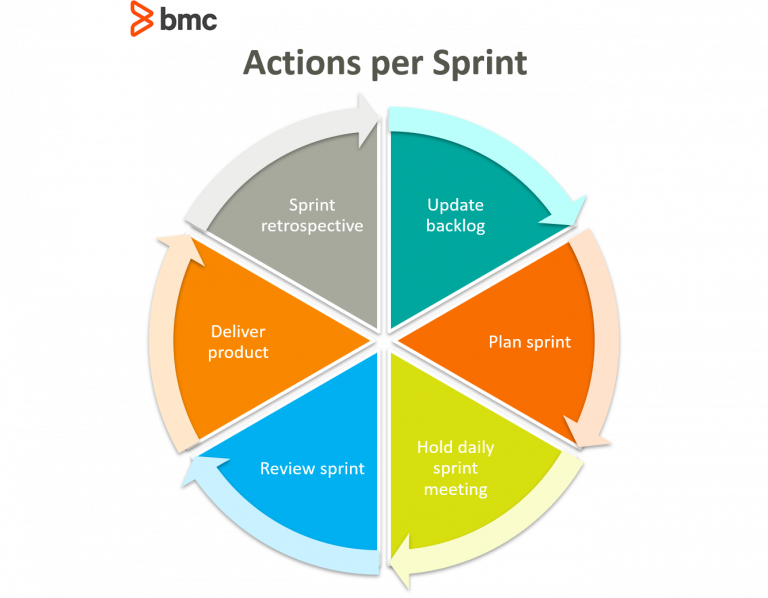 bmc
Actions per Sprint
Update
backlog
Plan sprint
Hold daily
sprint
meeting
Review sprint
Deliver
product
Sprint
retrospective